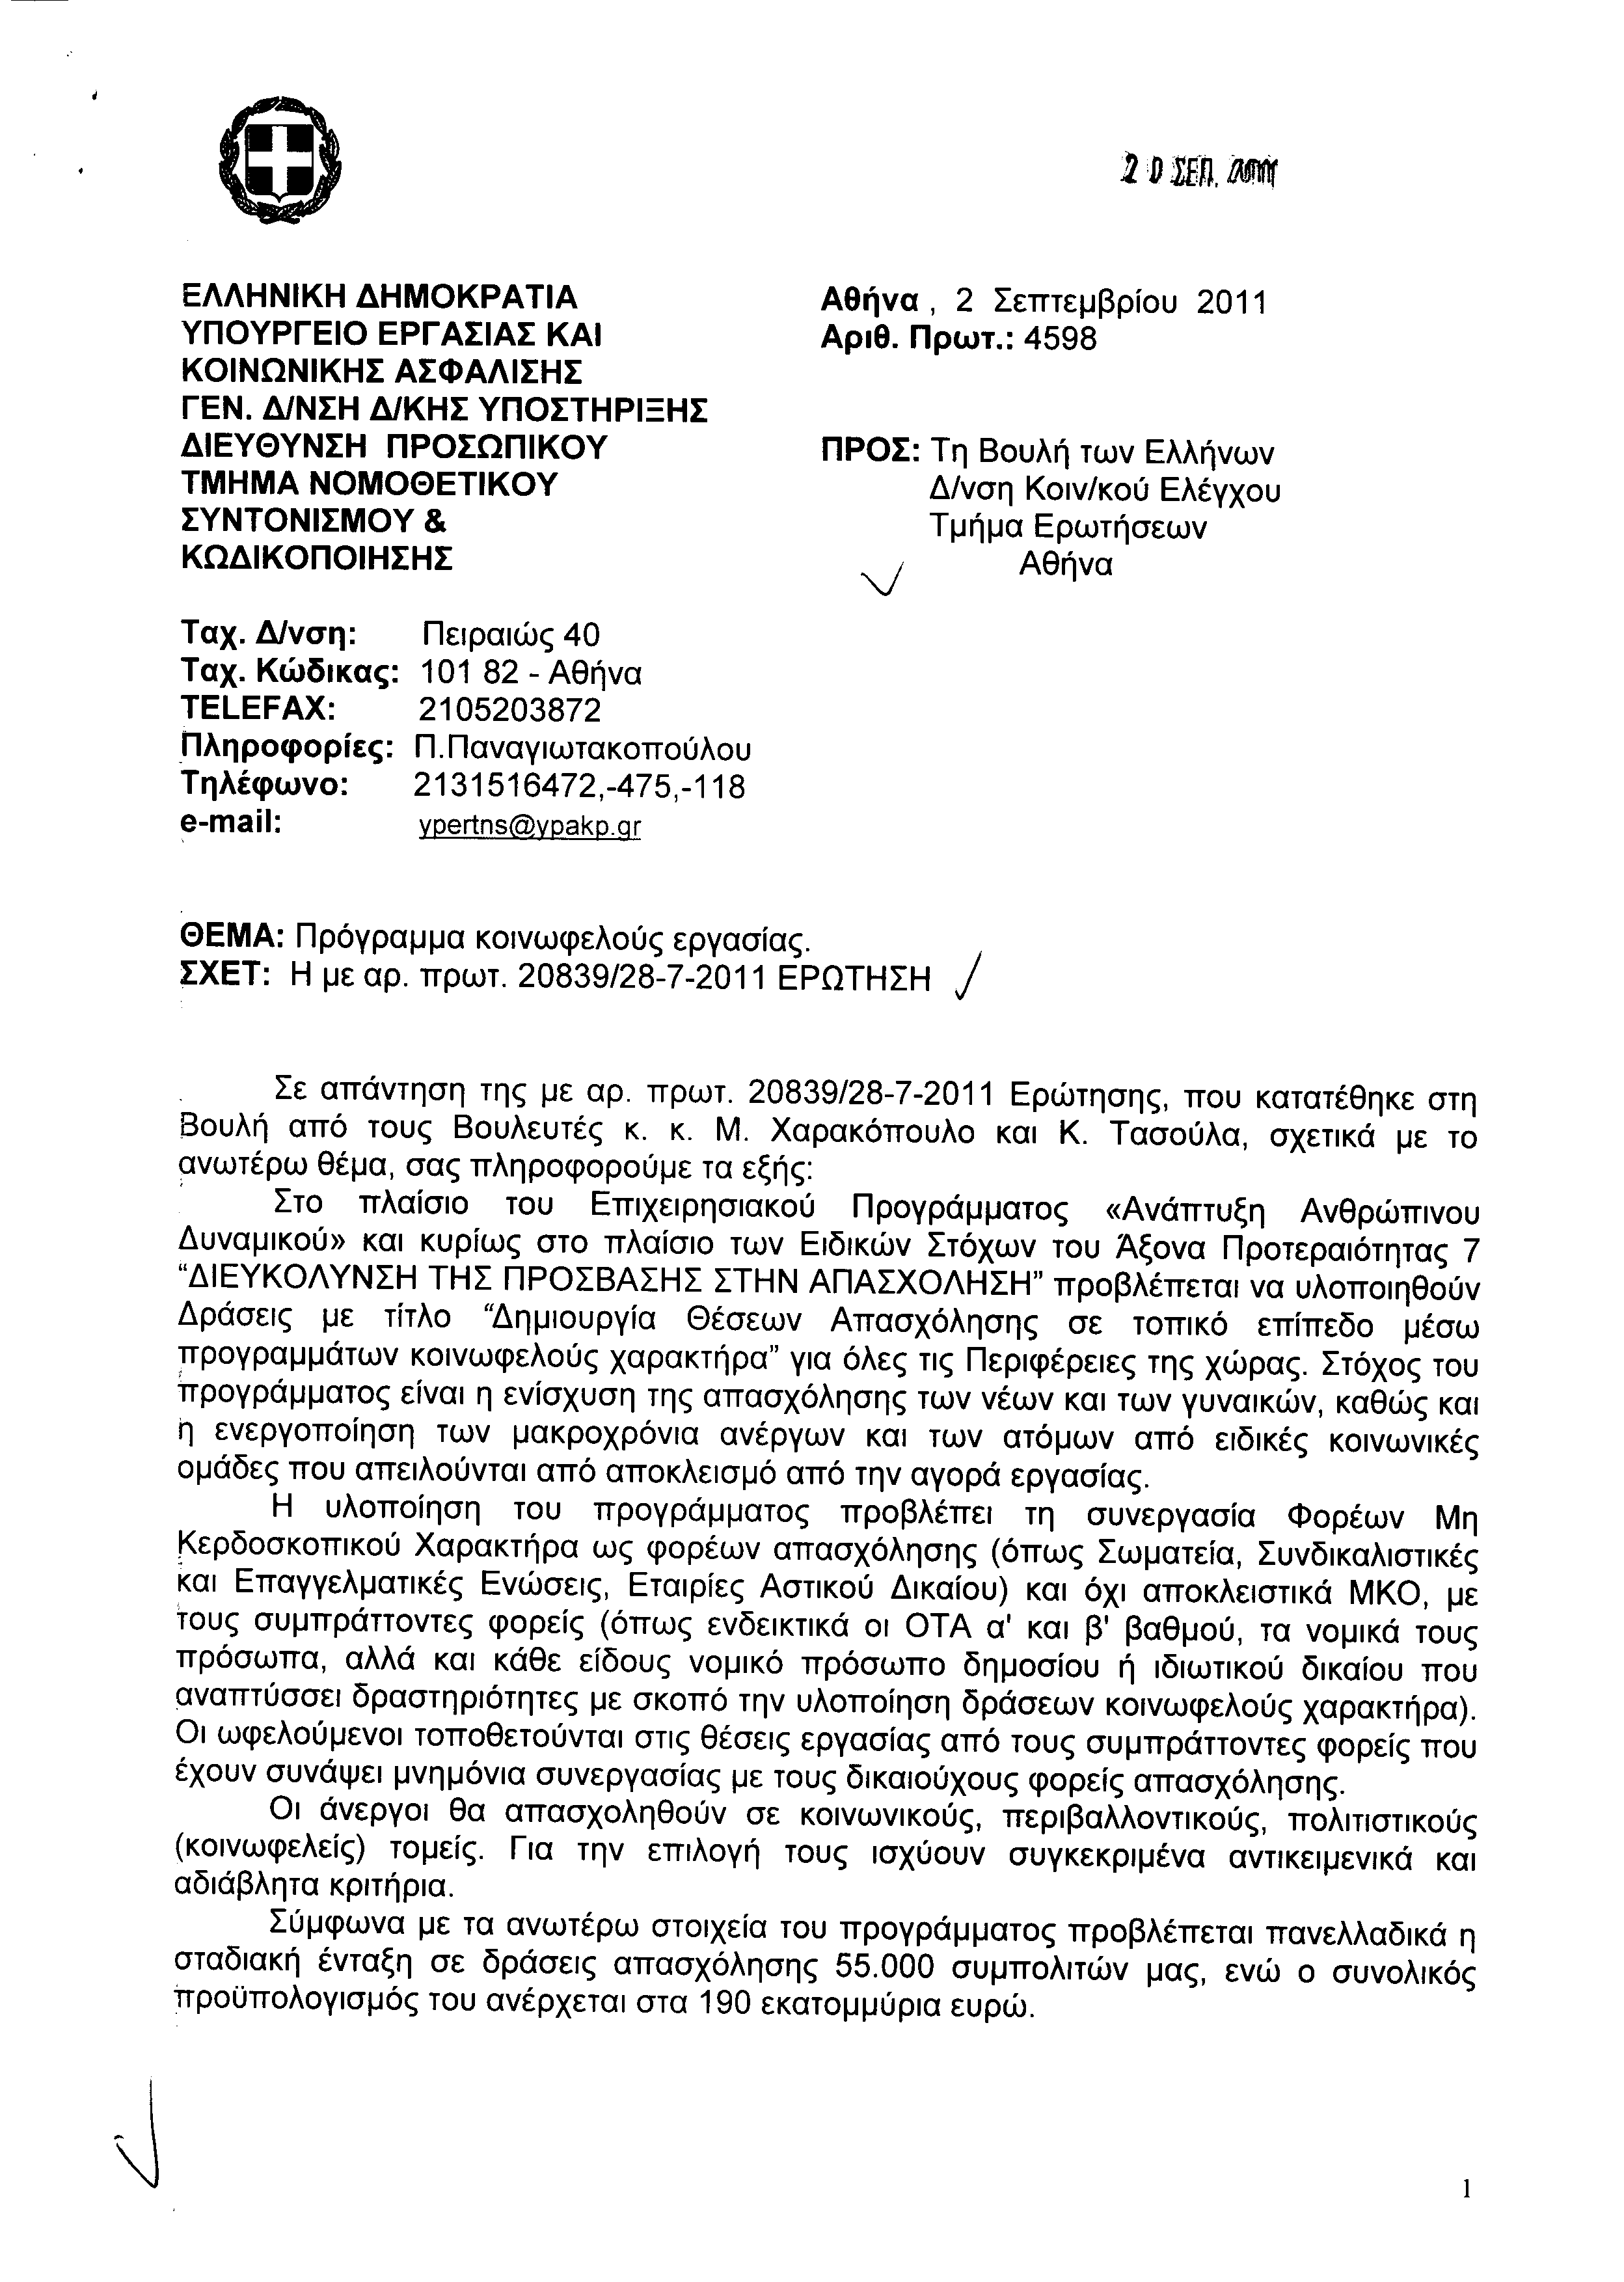 2 0 ΣΕΠ. 2011
ΕΛΛΗΝΙΚΗ ΔΗΜΟΚΡΑΤΙΑ
ΥΠΟΥΡΓΕΙΟ ΕΡΓΑΣΙΑΣ ΚΑΙ
ΚΟΙΝΩΝΙΚΗΣ ΑΣΦΑΛΙΣΗΣ
ΓΕΝ. Δ/ΝΣΗ Δ/ΚΗΣ ΥΠΟΣΤΗΡΙΞΗΣ
ΔΙΕΥΘΥΝΣΗ ΠΡΟΣΩΠΙΚΟΥ
ΤΜΗΜΑ ΝΟΜΟΘΕΤΙΚΟΥ
ΣΥΝΤΟΝΙΣΜΟΥ &
ΚΩΔΙΚΟΠΟΙΗΣΗΣ
Αθήνα , 2 Σεπτεμβρίου 2011
Αριθ. Πρωτ.: 4598
ΠΡΟΣ: Τη Βουλή των Ελλήνων
Δ/νση Κοιν/κού Ελέγχου
Τμήμα Ερωτήσεων
Αθήνα
Ταχ. Δ/νση: Πειραιώς 40
Ταχ. Κώδικας: 101 82 - Αθήνα
TELEFAX: 2105203872
Πληροφορίες: Π.Παναγιωτακοπούλου
Τηλέφωνο: 2131516472,-475,-118
e-mail: ypertns@ypakp.gr
ΘΕΜΑ: Πρόγραμμα κοινωφελούς εργασίας.
ΣΧΕΤ: Η με αρ. πρωτ. 20839/28-7-2011 ΕΡΩΤΗΣΗ
Σε απάντηση της με αρ. πρωτ. 20839/28-7-2011 Ερώτησης, που κατατέθηκε στη
Βουλή από τους Βουλευτές κ. κ. Μ. Χαρακόπουλο και Κ. Τασούλα, σχετικά με το
ανωτέρω θέμα, σας πληροφορούμε τα εξής:
Στο πλαίσιο του Επιχειρησιακού Προγράμματος «Ανάπτυξη Ανθρώπινου
Δυναμικού» και κυρίως στο πλαίσιο των Ειδικών Στόχων του Άξονα Προτεραιότητας 7
“ΔΙΕΥΚΟΛΥΝΣΗ ΤΗΣ ΠΡΟΣΒΑΣΗΣ ΣΤΗΝ ΑΠΑΣΧΟΛΗΣΗ” προβλέπεται να υλοποιηθούν
Δράσεις με τίτλο “Δημιουργία Θέσεων Απασχόλησης σε τοπικό επίπεδο μέσω
προγραμμάτων κοινωφελούς χαρακτήρα” για όλες τις Περιφέρειες της χώρας. Στόχος του
προγράμματος είναι η ενίσχυση της απασχόλησης των νέων και των γυναικών, καθώς και
η ενεργοποίηση των μακροχρόνια ανέργων και των ατόμων από ειδικές κοινωνικές
ομάδες που απειλούνται από αποκλεισμό από την αγορά εργασίας.
Η υλοποίηση του προγράμματος προβλέπει τη συνεργασία Φορέων Μη
Κερδοσκοπικού Χαρακτήρα ως φορέων απασχόλησης (όπως Σωματεία, Συνδικαλιστικές
και Επαγγελματικές Ενώσεις, Εταιρίες Αστικού Δικαίου) και όχι αποκλειστικά ΜΚΟ, με
τους συμπράττοντες φορείς (όπως ενδεικτικά οι ΟΤΑ α' και β' βαθμού, τα νομικά τους
πρόσωπα, αλλά και κάθε είδους νομικό πρόσωπο δημοσίου ή ιδιωτικού δικαίου που
αναπτύσσει δραστηριότητες με σκοπό την υλοποίηση δράσεων κοινωφελούς χαρακτήρα).
Οι ωφελούμενοι τοποθετούνται στις θέσεις εργασίας από τους συμπράττοντες φορείς που
έχουν συνάψει μνημόνια συνεργασίας με τους δικαιούχους φορείς απασχόλησης.
Οι άνεργοι θα απασχοληθούν σε κοινωνικούς, περιβαλλοντικούς, πολιτιστικούς
(κοινωφελείς) τομείς. Για την επιλογή τους ισχύουν συγκεκριμένα αντικειμενικά και
αδιάβλητα κριτήρια.
Σύμφωνα με τα ανωτέρω στοιχεία του προγράμματος προβλέπεται πανελλαδικά η
σταδιακή ένταξη σε δράσεις απασχόλησης 55.000 συμπολιτών μας, ενώ ο συνολικός
προϋπολογισμός του ανέρχεται στα 190 εκατομμύρια ευρώ.
1